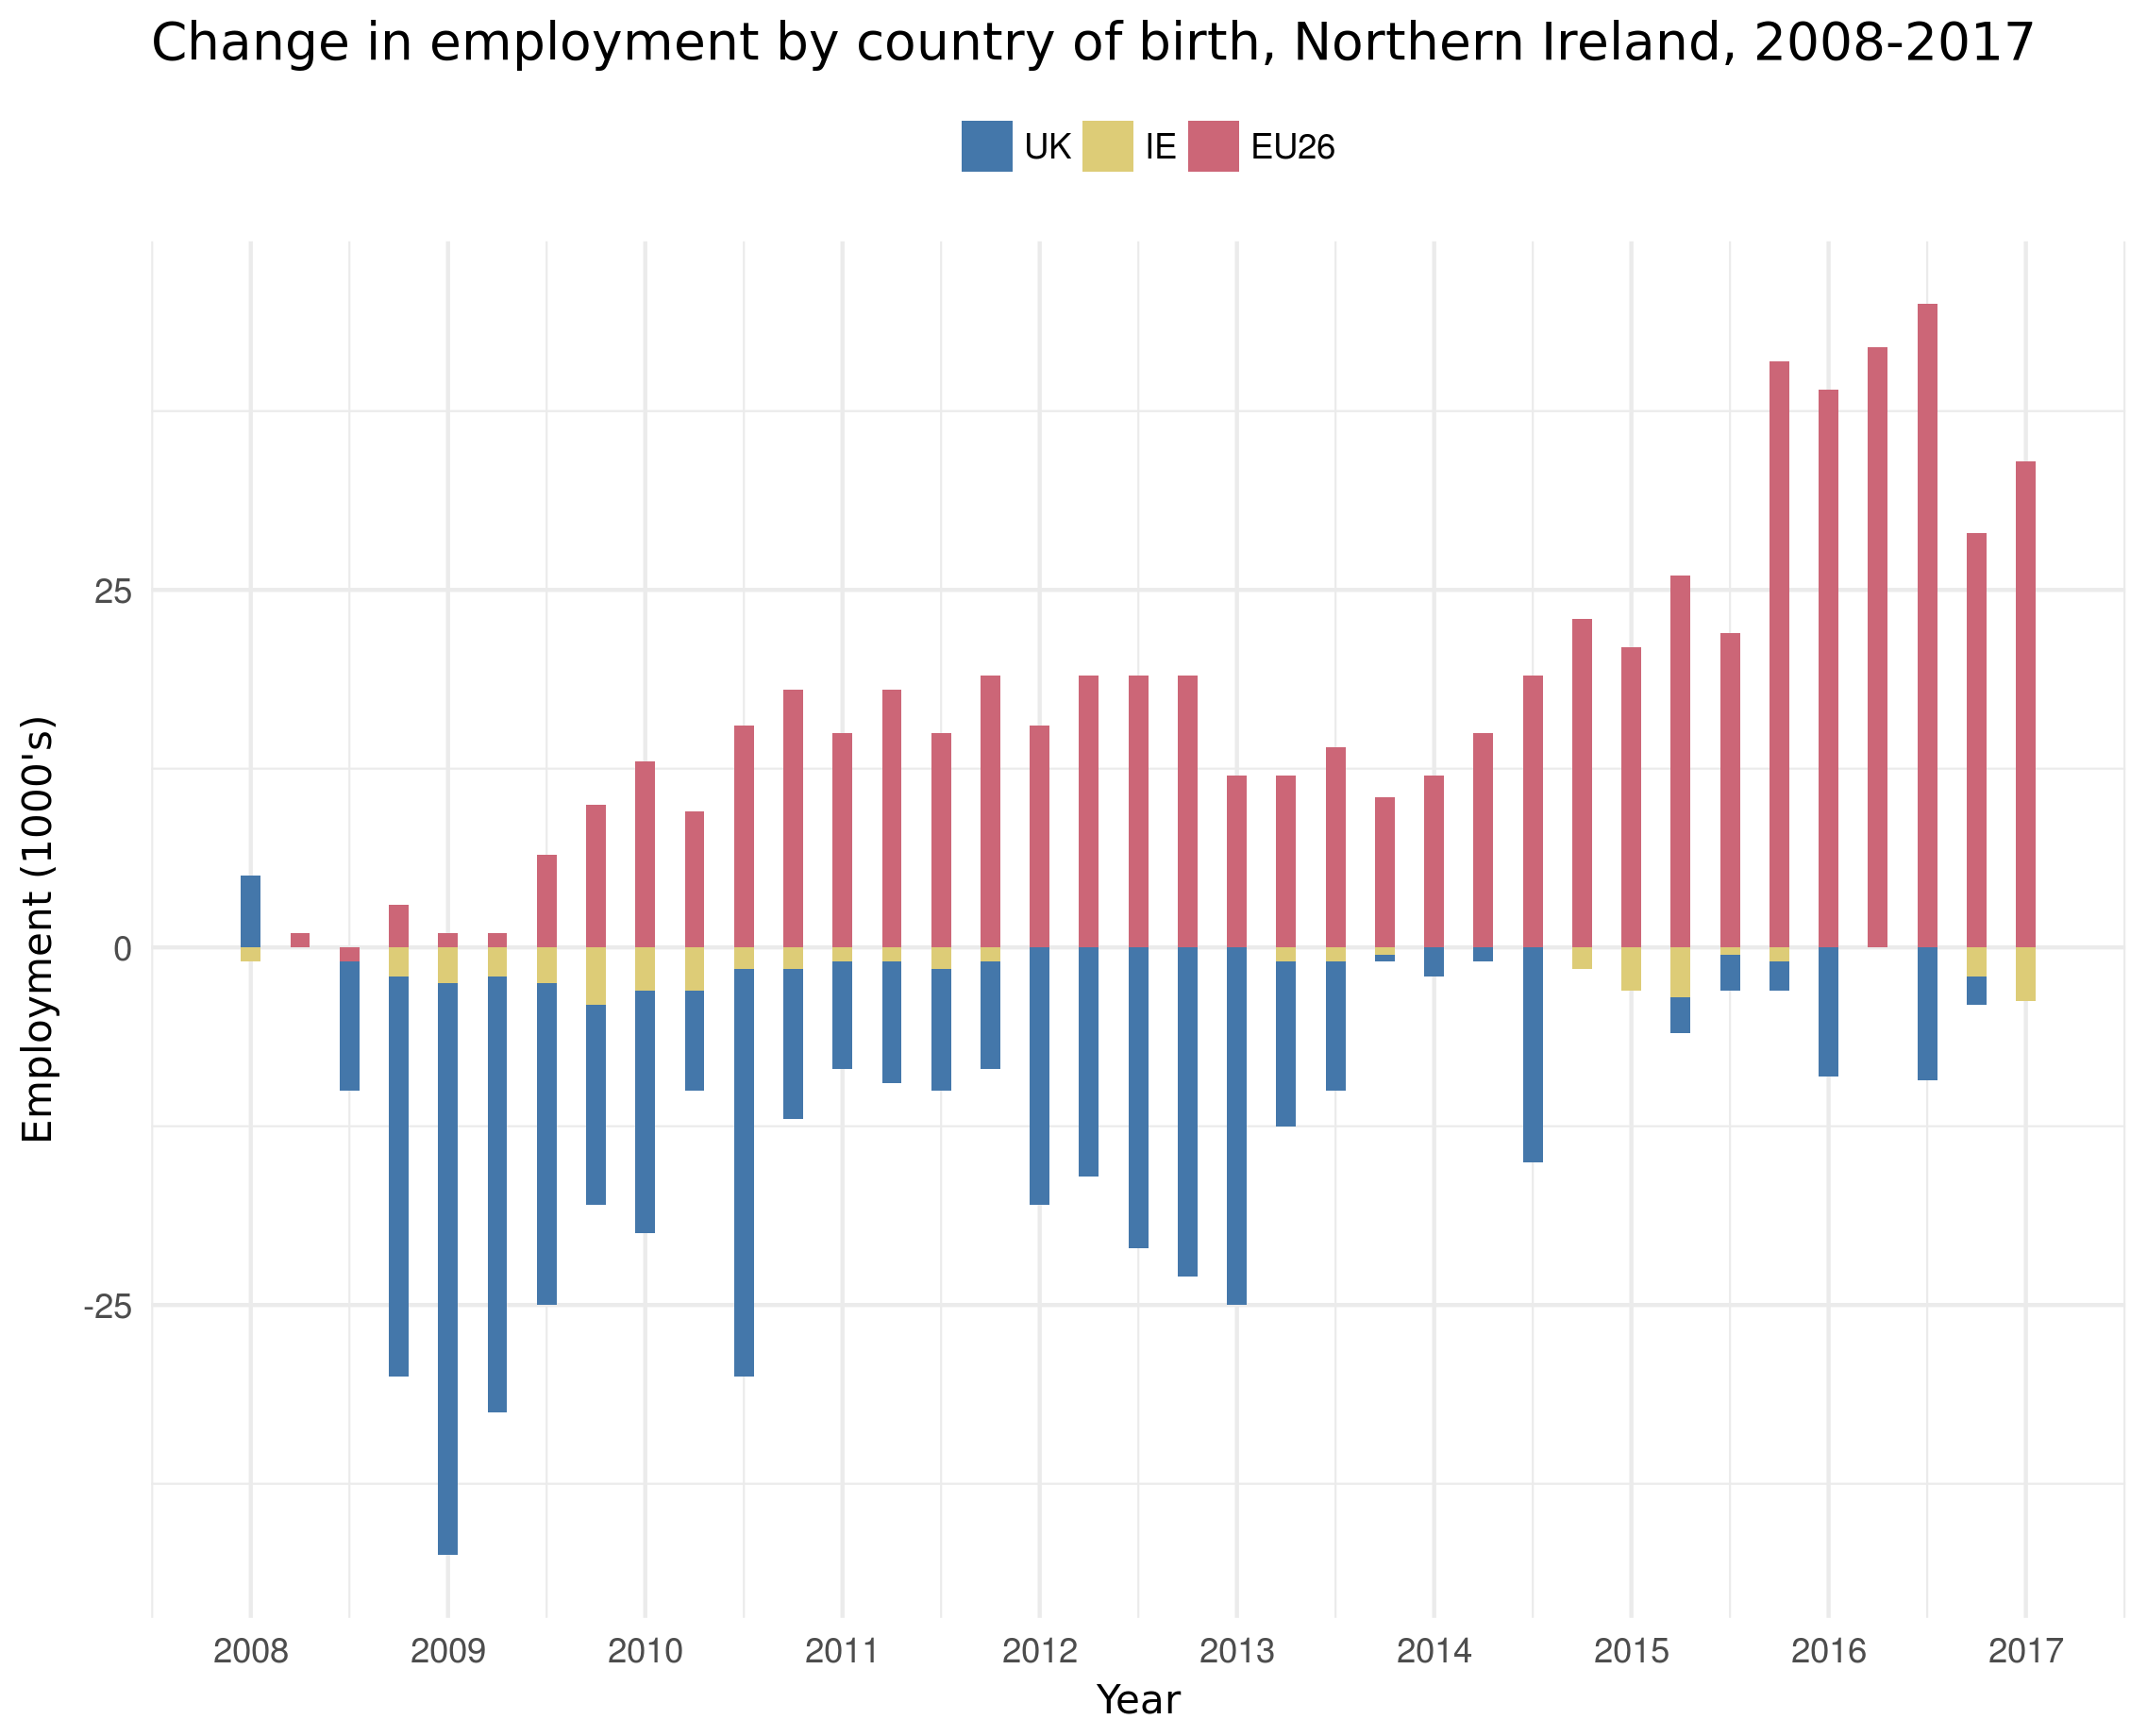 Change in employment by country of birth, Northern Ireland, 2008-2017
UK IE EU26
25
0
-25
Employment (1000's)
2008 2009 2010 2011 2012 2013 2014 2015 2016 2017
Year